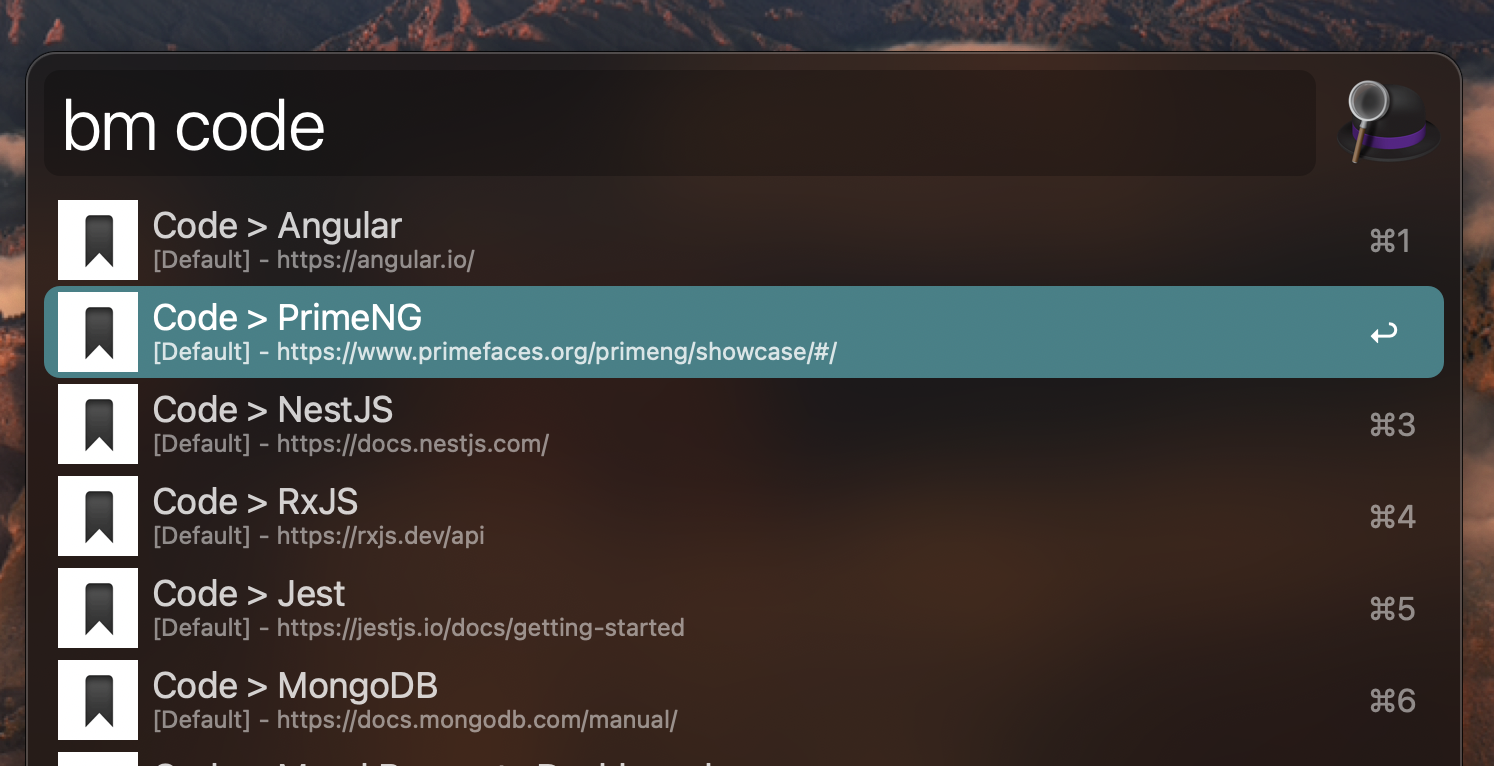 bm code
Code > Angular
[Default] - https://angular.io/
⌘1
Code > PrimeNG
[Default] - https://www.primefaces.org/primeng/showcase/#/
Code > NestJS
[Default] - https://docs.nestjs.com/
⌘3
Code > RxJS
[Default] - https://rxjs.dev/api
⌘4
Code > Jest
[Default] - https://jestjs.io/docs/getting-started
⌘5
Code > MongoDB
[Default] - https://docs.mongodb.com/manual/
⌘6